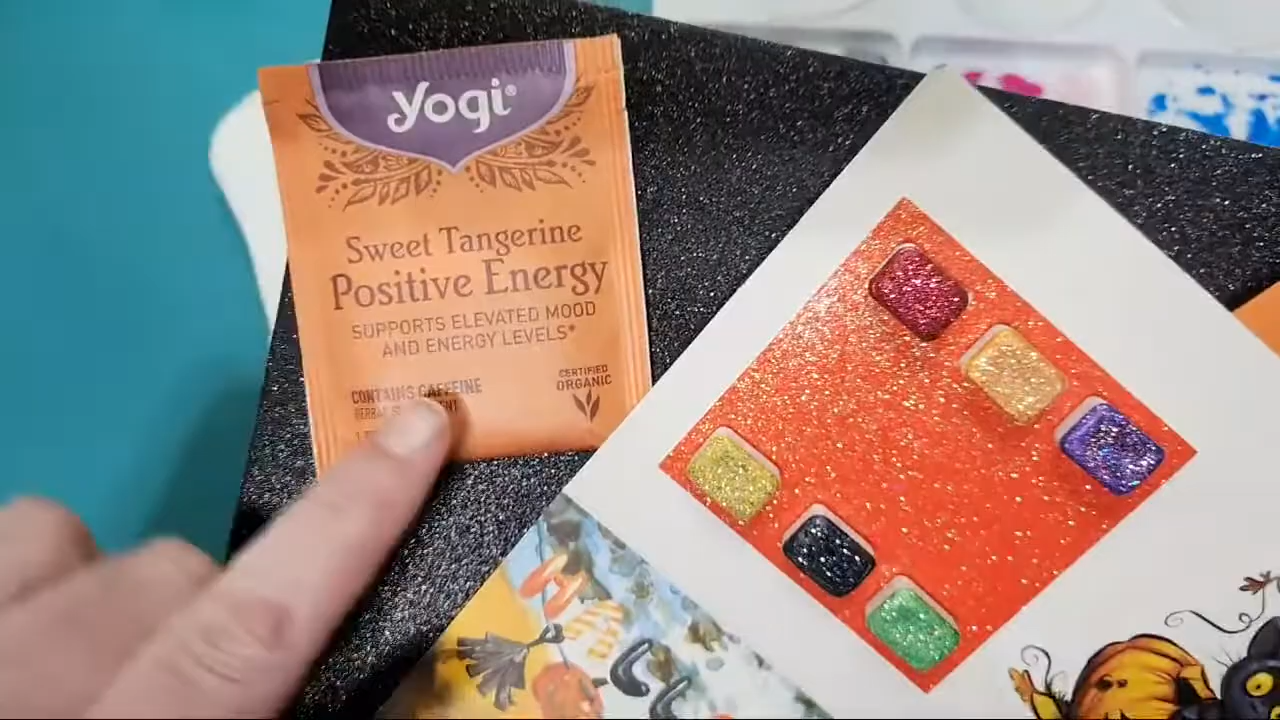 yogi®
Sweet Tangerine
Positive Energy
SUPPORTS ELEVATED MOOD
AND ENERGY LEVELS*
CONTAINS CAFFEINE
CERTIFIED
ORGANIC